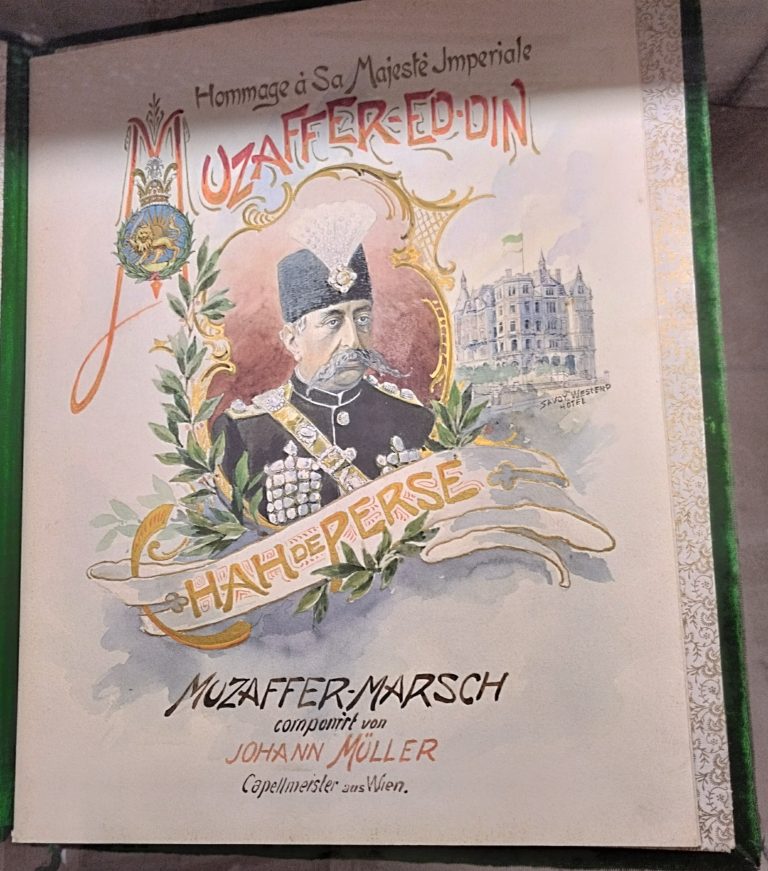 Hommage à Sa Majesté Imperiale
MUZAFFER-ED-DIN
SAVOY WESTEND
HOTEL
SHAH DE PERSE
MUZAFFER-MARSCH
componirt von
JOHANN MÜLLER
Capellmeister aus Wien.